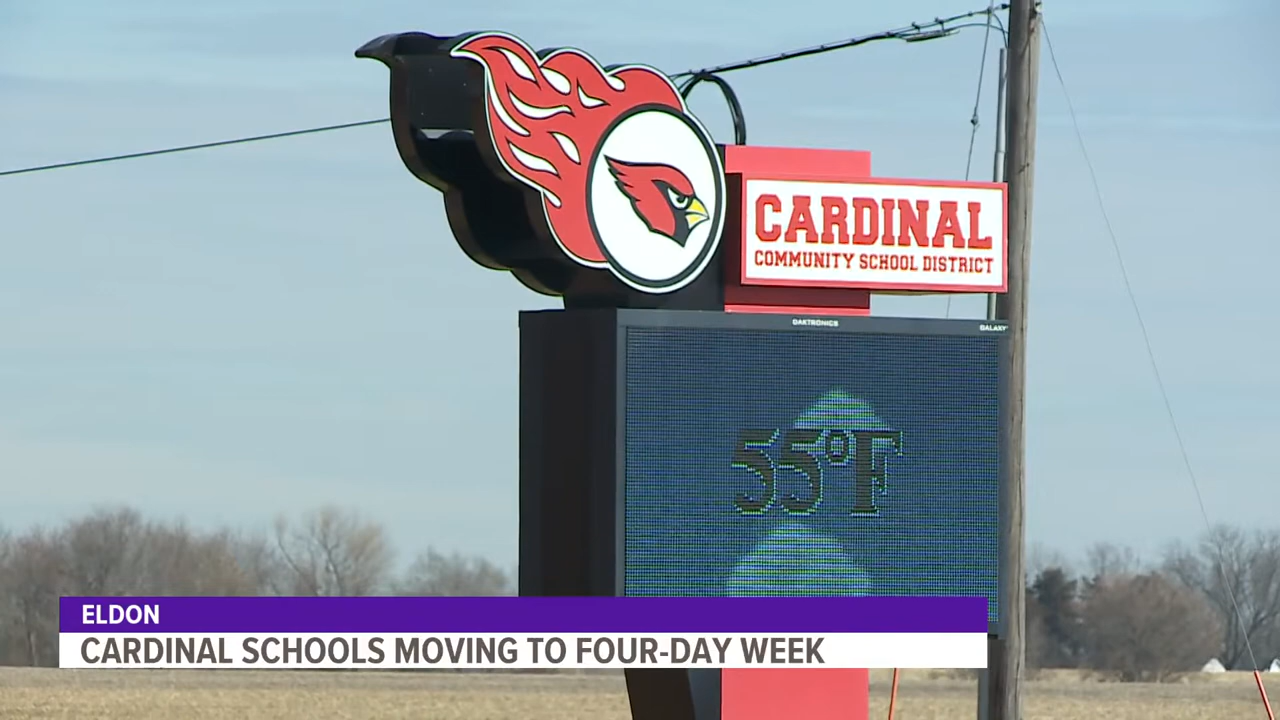 CARDINAL
COMMUNITY SCHOOL DISTRICT
DAKTRONICS
GALAXY
55°F
ELDON
CARDINAL SCHOOLS MOVING TO FOUR-DAY WEEK